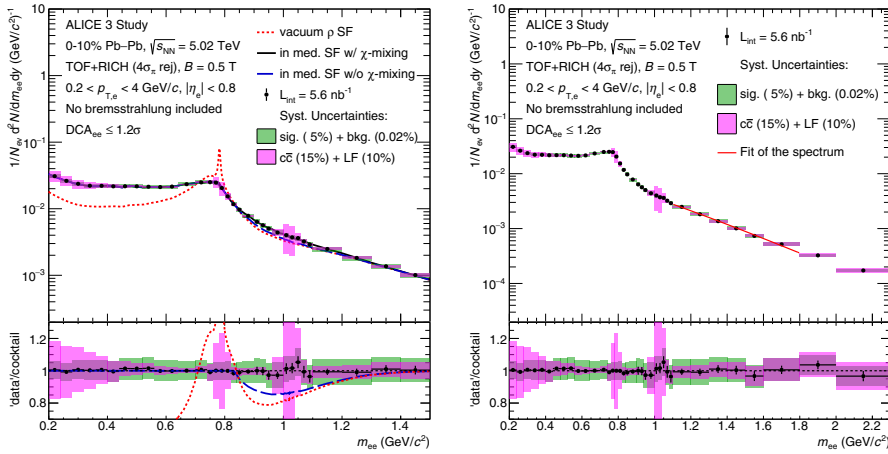 ALICE 3 Study
0-10% Pb–Pb, √sNN = 5.02 TeV
TOF+RICH (4σπ rej), B = 0.5 T
0.2 < pT,e < 4 GeV/c, |ηe| < 0.8
No bremsstrahlung included
DCAee ≤ 1.2σ
vacuum ρ SF
in med. SF w/ χ-mixing
in med. SF w/o χ-mixing
Lint = 5.6 nb-1
Syst. Uncertainties:
sig. ( 5%) + bkg. (0.02%)
cc̅ (15%) + LF (10%)
1/Nev d2N/dmeedy (GeV/c2)-1
10
1
10−1
10−2
10−3
'data'/cocktail
1.2
1
0.8
0.2 0.4 0.6 0.8 1 1.2 1.4
mee (GeV/c2)
ALICE 3 Study
0-10% Pb–Pb, √sNN = 5.02 TeV
TOF+RICH (4σπ rej), B = 0.5 T
0.2 < pT,e < 4 GeV/c, |ηe| < 0.8
No bremsstrahlung included
DCAee ≤ 1.2σ
Lint = 5.6 nb-1
Syst. Uncertainties:
sig. ( 5%) + bkg. (0.02%)
cc̅ (15%) + LF (10%)
Fit of the spectrum
1/Nev d2N/dmeedy (GeV/c2)-1
10
1
10−1
10−2
10−3
10−4
'data'/cocktail
1.2
1
0.8
0.2 0.4 0.6 0.8 1 1.2 1.4 1.6 1.8 2 2.2
mee (GeV/c2)